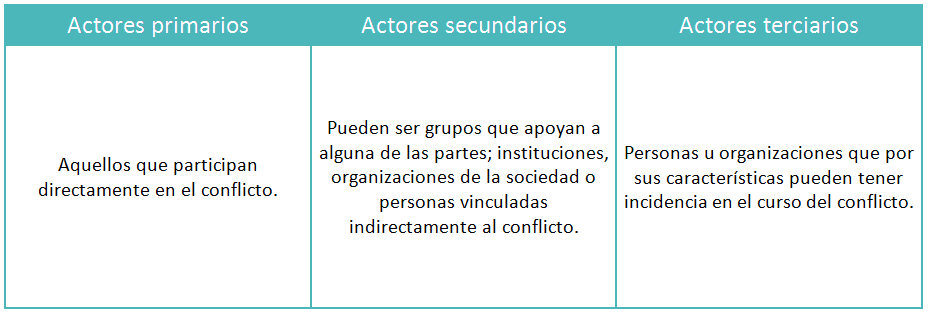 Actores primarios
Actores secundarios
Actores terciarios
Aquellos que participan
directamente en el conflicto.
Pueden ser grupos que apoyan a
alguna de las partes; instituciones,
organizaciones de la sociedad o
personas vinculadas
indirectamente al conflicto.
Personas u organizaciones que por
sus características pueden tener
incidencia en el curso del conflicto.